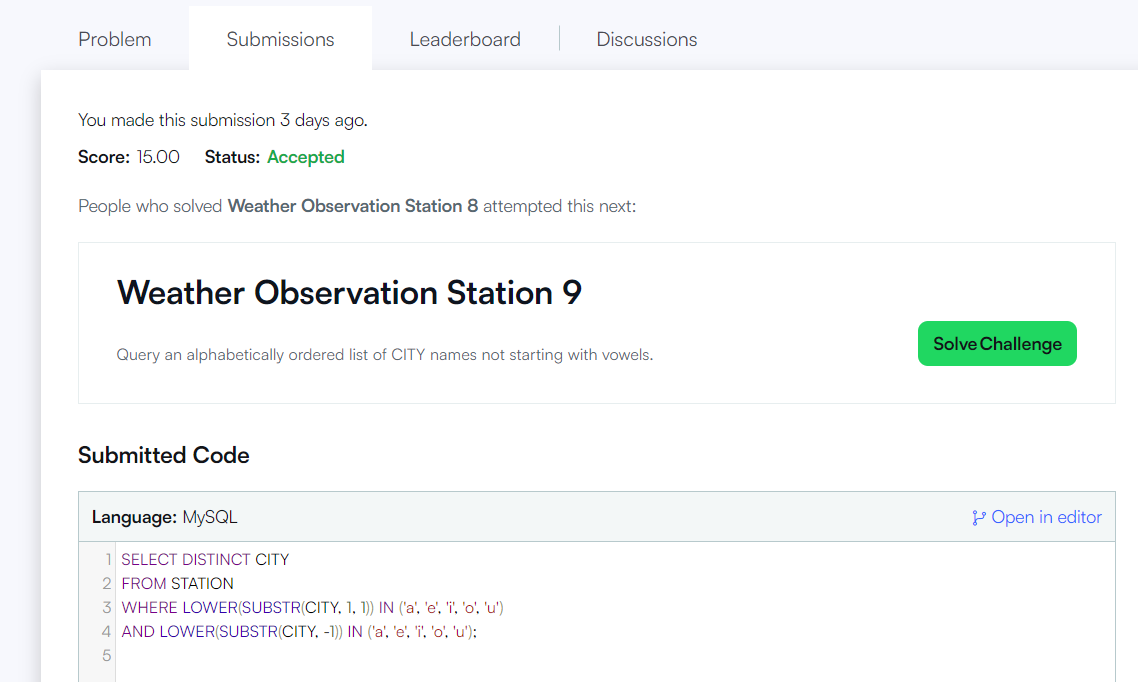 Problem Submissions Leaderboard Discussions
You made this submission 3 days ago.
Score: 15.00 Status: Accepted
People who solved Weather Observation Station 8 attempted this next:
Weather Observation Station 9
Query an alphabetically ordered list of CITY names not starting with vowels.
Solve Challenge
Submitted Code
Language: MySQL Open in editor
1 SELECT DISTINCT CITY
2 FROM STATION
3 WHERE LOWER(SUBSTR(CITY, 1, 1)) IN ('a', 'e', 'i', 'o', 'u')
4 AND LOWER(SUBSTR(CITY, -1)) IN ('a', 'e', 'i', 'o', 'u');
5